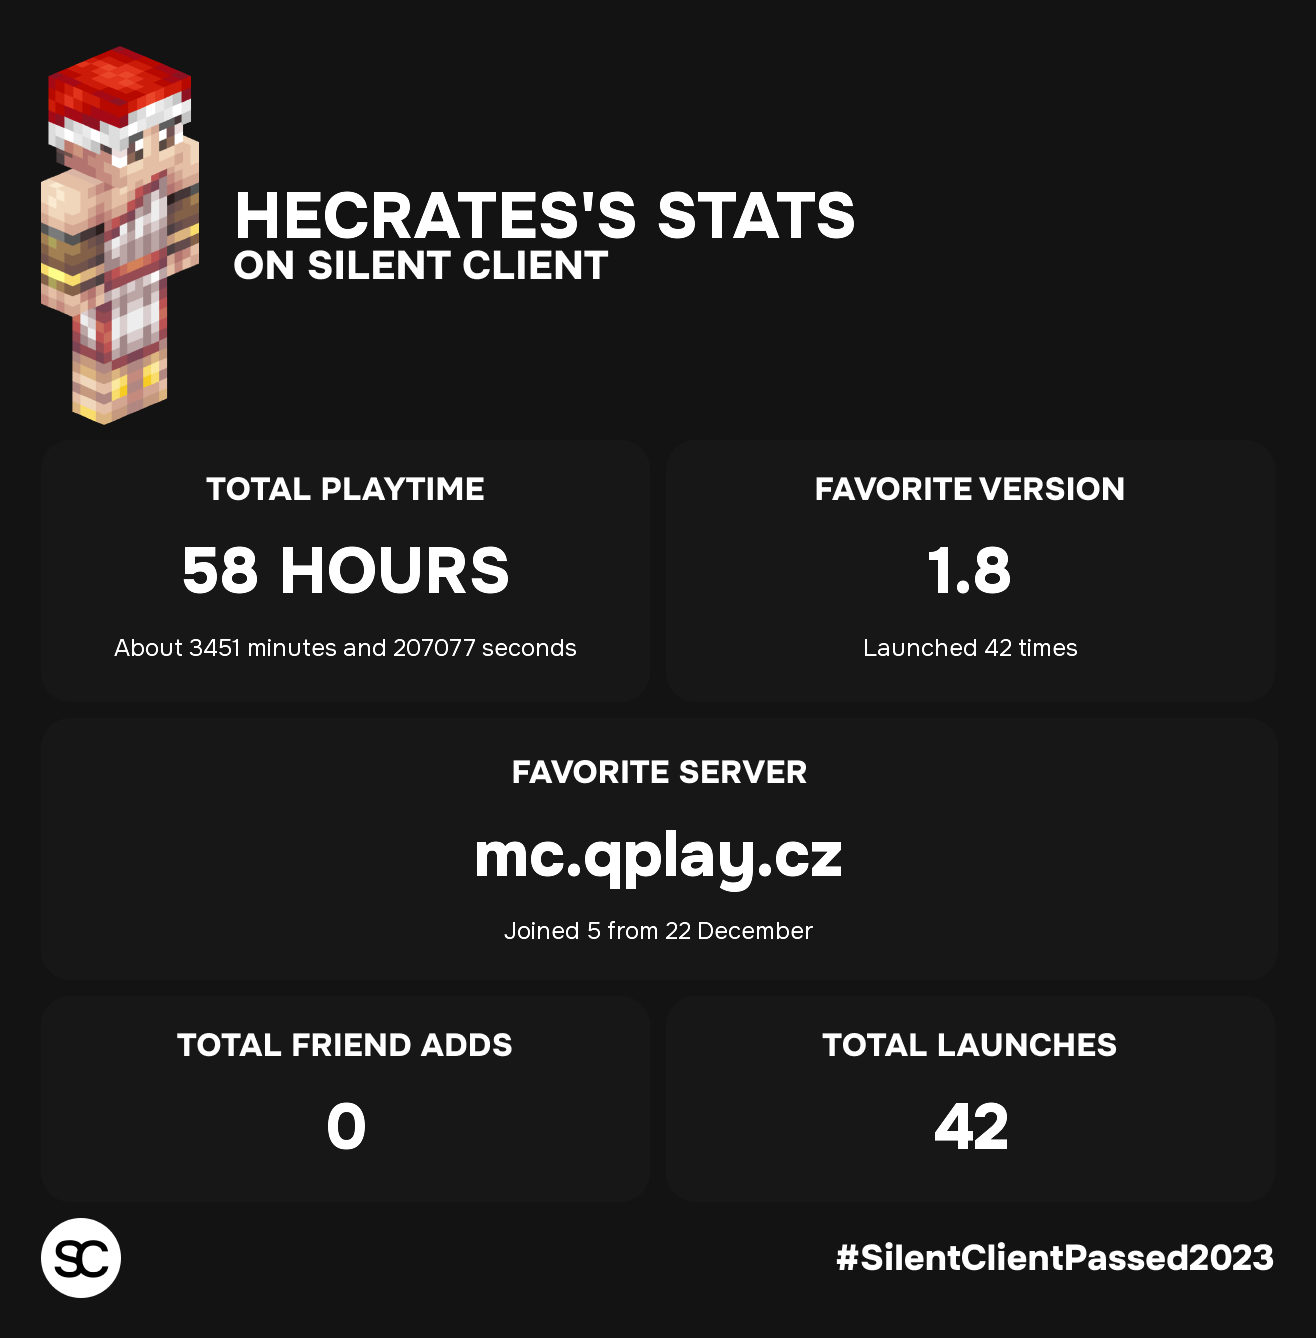 HECRATES'S STATS
ON SILENT CLIENT
TOTAL PLAYTIME
58 HOURS
About 3451 minutes and 207077 seconds
FAVORITE VERSION
1.8
Launched 42 times
FAVORITE SERVER
mc.qplay.cz
Joined 5 from 22 December
TOTAL FRIEND ADDS
0
TOTAL LAUNCHES
42
SC
#SilentClientPassed2023